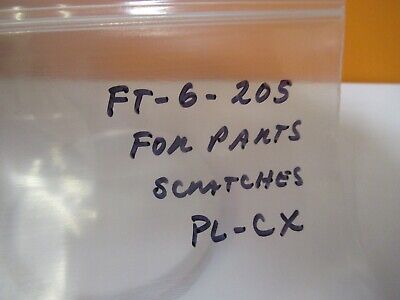 FT-6-205
FOR PARTS
SCRATCHES
PL-CX